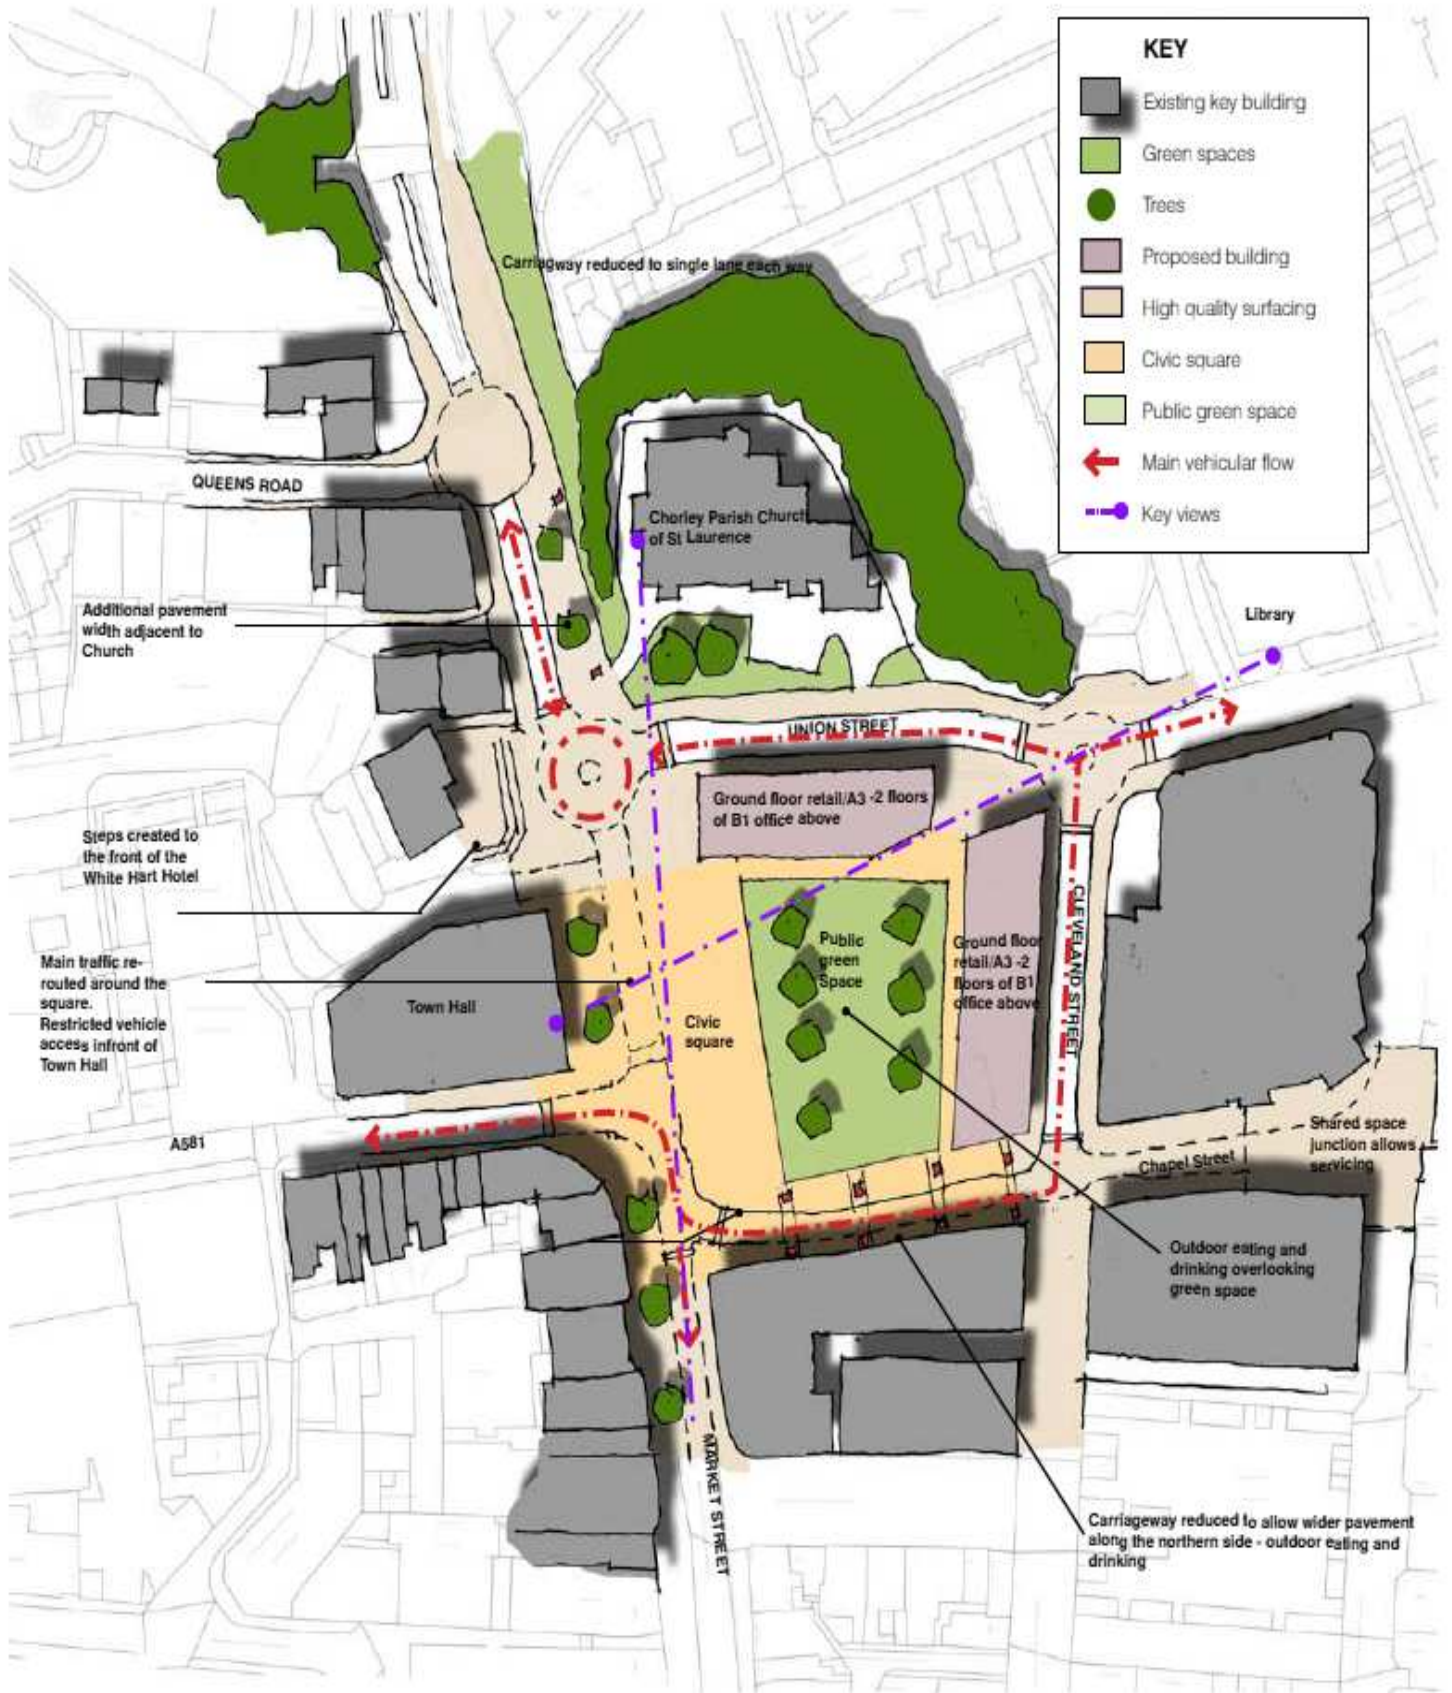 KEY
Existing key building
Green spaces
Trees
Proposed building
High quality surfacing
Civic square
Public green space
Main vehicular flow
Key views
Carriagway reduced to single lane each way
QUEENS ROAD
Chorley Parish Church
of St Laurence
Additional pavement
width adjacent to
Church
Library
UNION STREET
Ground floor retail/A3 -2 floors
of B1 office above
Steps created to
the front of the
White Hart Hotel
CLEVELAND STREET
Public
green
Space
Ground floor
retail/A3 -2
floors of B1
office above
Main traffic re-
routed around the
square.
Restricted vehicle
access infront of
Town Hall
Town Hall
Civic
square
A581
Shared space
junction allows
servicing
Chapel Street
Outdoor eating and
drinking overlooking
green space
MARKET STREET
Carriageway reduced to allow wider pavement
along the northern side - outdoor eating and
drinking